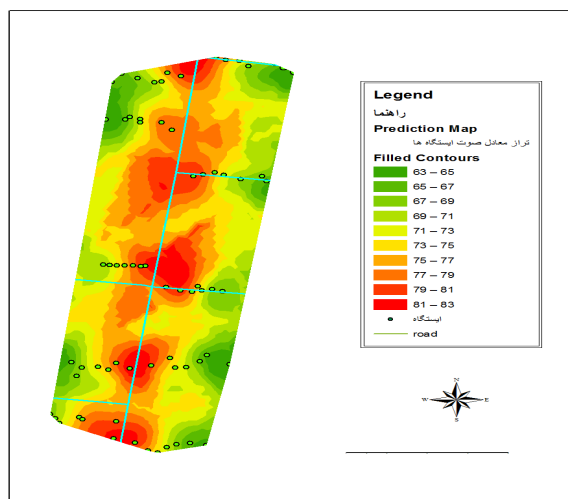 Legend
راهنما
Prediction Map
تراز معادل صوت ایستگاه ها
Filled Contours
63 – 65
65 – 67
67 – 69
69 – 71
71 – 73
73 – 75
75 – 77
77 – 79
79 – 81
81 – 83
ایستگاه
road
N
W E
S